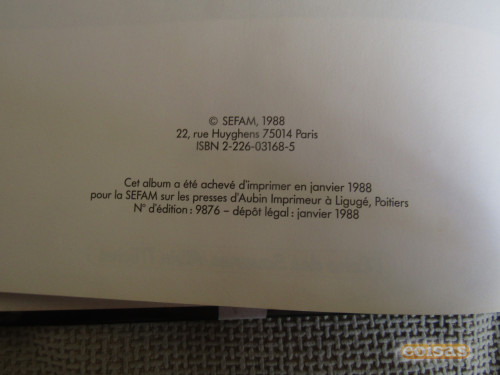 © SEFAM, 1988
22, rue Huyghens 75014 Paris
ISBN 2-226-03168-5
Cet album a été achevé d'imprimer en janvier 1988
pour la SEFAM sur les presses d'Aubin Imprimeur à Ligugé, Poitiers
N° d'édition : 9876 – dépôt légal : janvier 1988
coisas